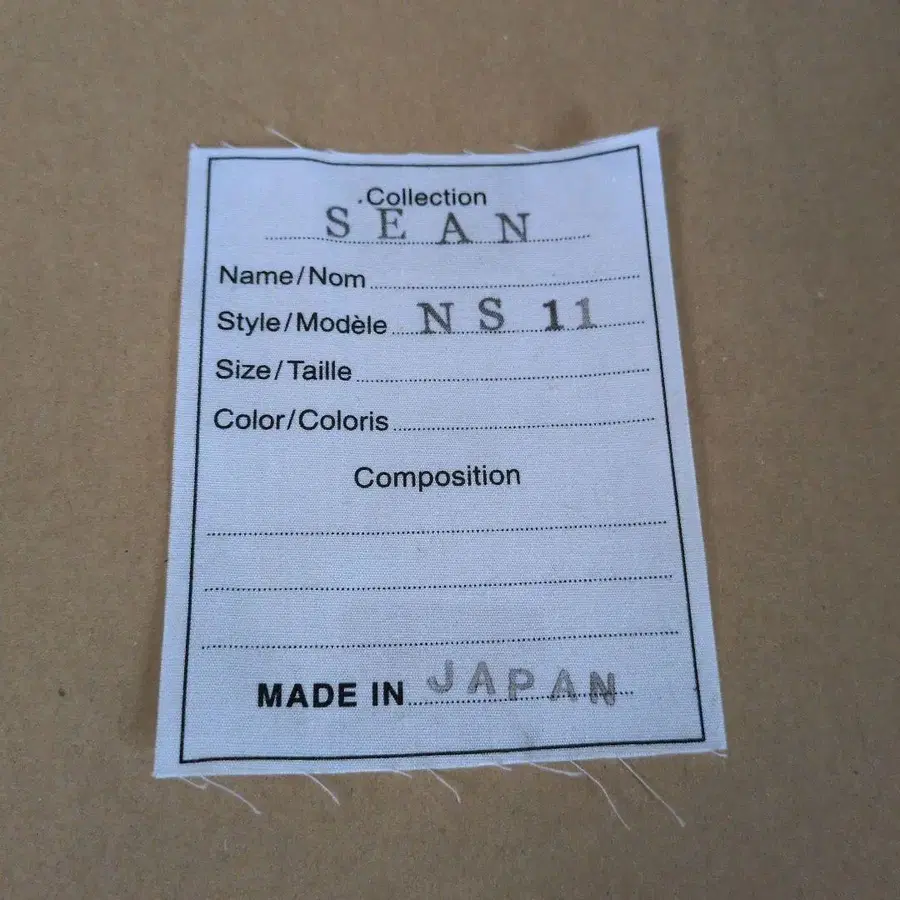 Collection
SEAN
Name/Nom
Style/Modèle NS 11
Size/Taille
Color/Coloris
Composition
MADE IN JAPAN